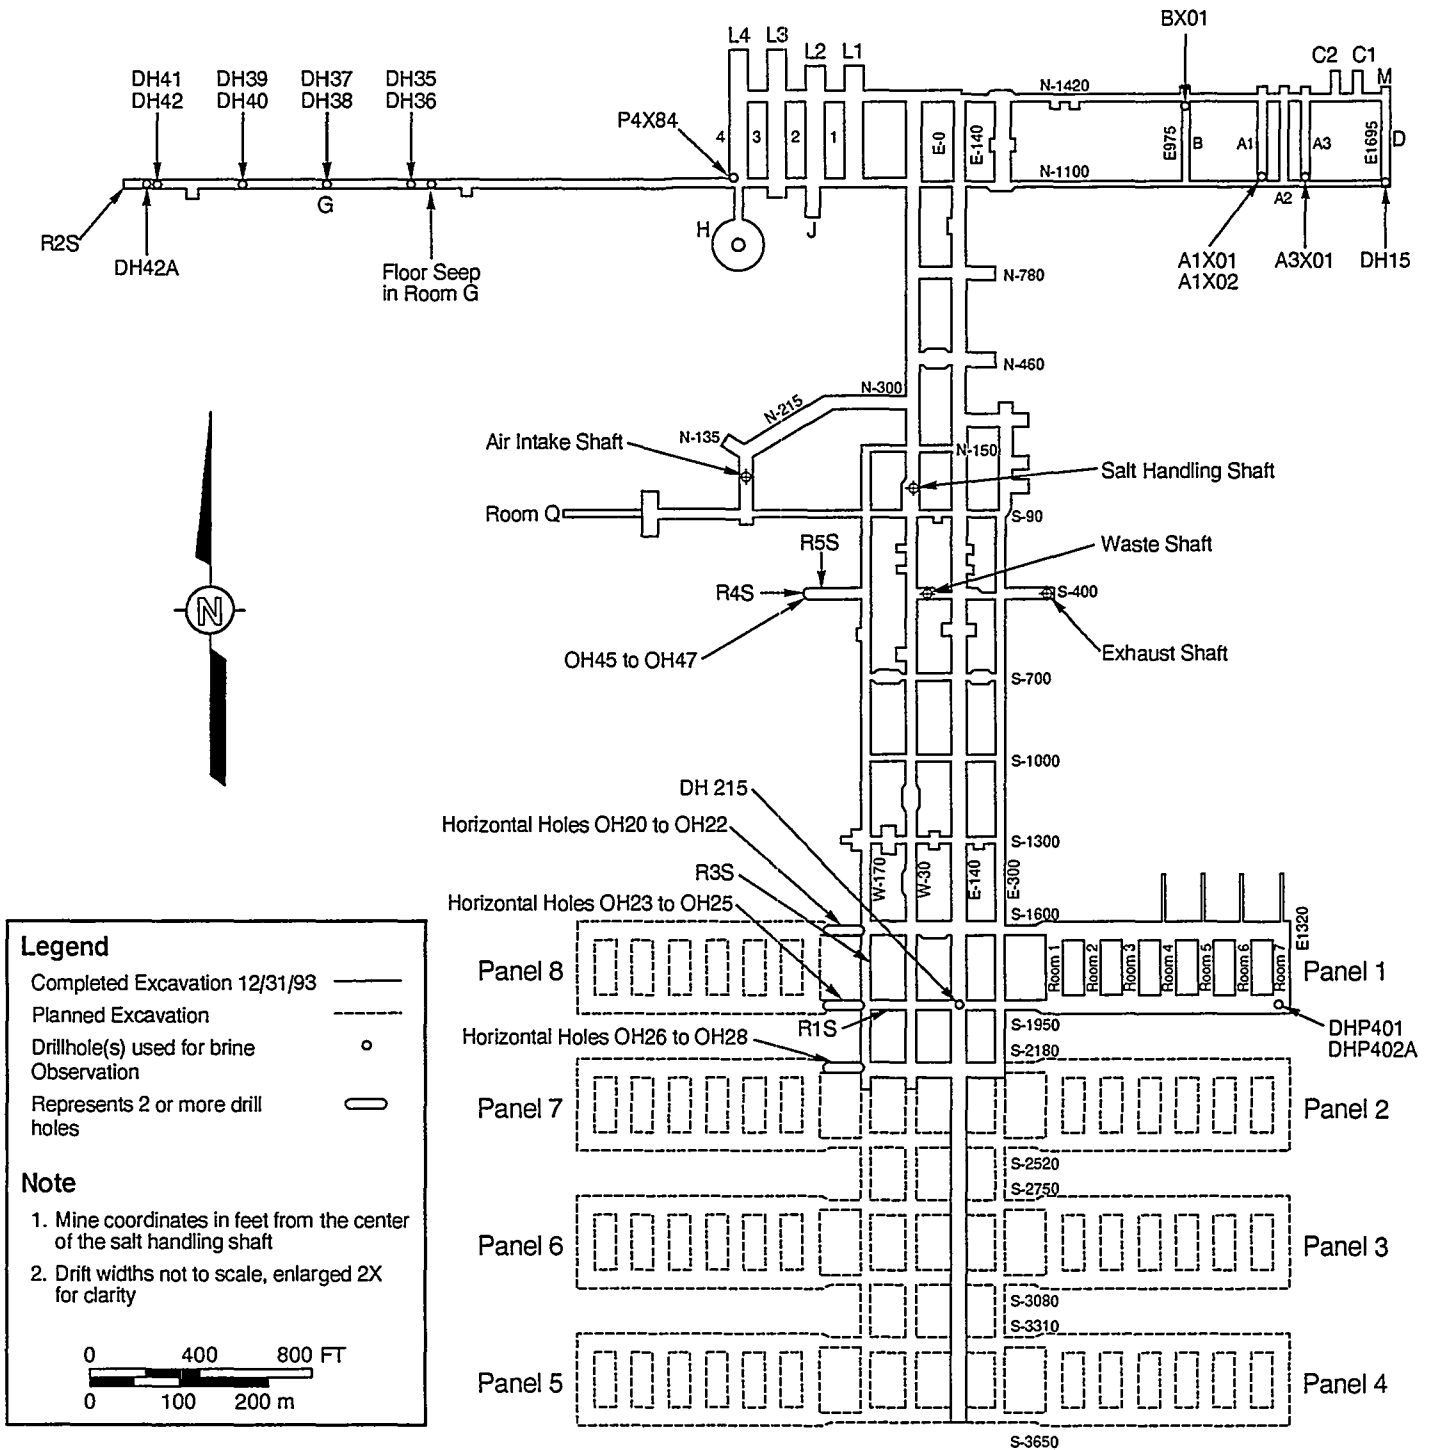 BX01
L4
L3
L2
L1
C2
C1
M
DH41
DH42
DH39
DH40
DH37
DH38
DH35
DH36
N-1420
P4X84
4
3
2
1
E-0
E-140
E975
B
A1
A3
E1695
D
N-1100
A2
G
R2S
DH42A
Floor Seep
in Room G
H
J
A1X01
A1X02
A3X01
DH15
N-780
N-460
N-300
N-215
N-135
Air Intake Shaft
N-150
Salt Handling Shaft
Room Q
S-90
R5S
Waste Shaft
R4S
S-400
N
OH45 to OH47
Exhaust Shaft
S-700
S-1000
DH 215
Horizontal Holes OH20 to OH22
S-1300
R3S
W-170
W-30
E-140
E-300
Horizontal Holes OH23 to OH25
S-1600
E1320
Panel 8
Room 1
Room 2
Room 3
Room 4
Room 5
Room 6
Room 7
Panel 1
R1S
S-1950
DHP401
DHP402A
Horizontal Holes OH26 to OH28
S-2180
Panel 7
Panel 2
S-2520
S-2750
Panel 6
Panel 3
S-3080
S-3310
Panel 5
Panel 4
S-3650
Legend
Completed Excavation 12/31/93
Planned Excavation
Drillhole(s) used for brine
Observation
Represents 2 or more drill
holes
Note
1. Mine coordinates in feet from the center
of the salt handling shaft
2. Drift widths not to scale, enlarged 2X
for clarity
0 400 800 FT
0 100 200 m